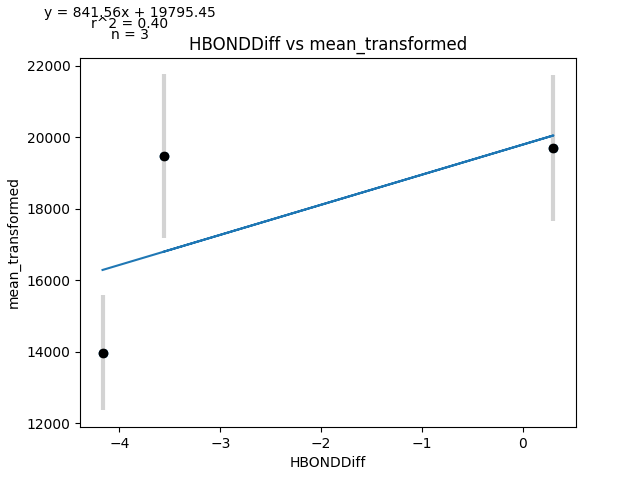 y = 841.56x + 19795.45
r^2 = 0.40
n = 3
HBONDDiff vs mean_transformed
22000
20000
18000
16000
14000
12000
mean_transformed
−4
−3
−2
−1
0
HBONDDiff